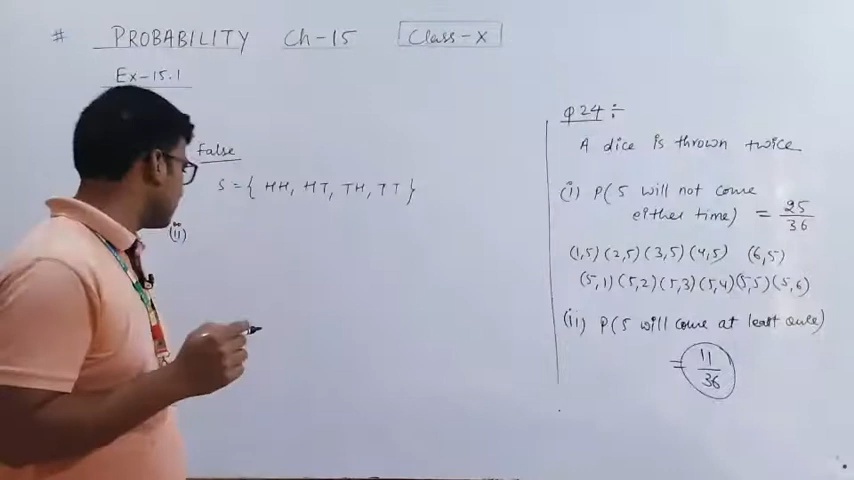 # PROBABILITY Ch-15 Class-X
Ex-15.1
False
S = { HH, HT, TH, TT }
(ii)
Q24 ÷
A dice is thrown twice
(i) P(5 will not come
either time) = 25/36
(1,5) (2,5) (3,5) (4,5) (6,5)
(5,1) (5,2) (5,3) (5,4) (5,5) (5,6)
(ii) P(5 will come at least once)
= 11/36